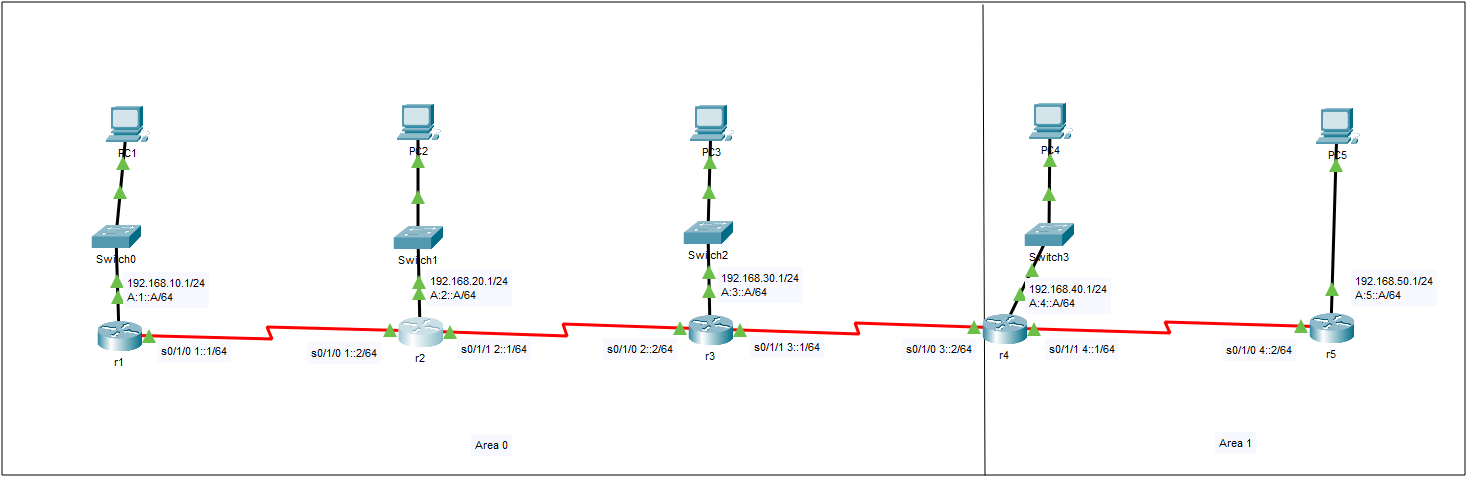 PC1
PC2
PC3
PC4
PC5
Switch0
Switch1
Switch2
Switch3
192.168.10.1/24
A:1::A/64
192.168.20.1/24
A:2::A/64
192.168.30.1/24
A:3::A/64
192.168.40.1/24
A:4::A/64
192.168.50.1/24
A:5::A/64
r1
s0/1/0 1::1/64
s0/1/0 1::2/64
r2
s0/1/1 2::1/64
s0/1/0 2::2/64
r3
s0/1/1 3::1/64
s0/1/0 3::2/64
r4
s0/1/1 4::1/64
s0/1/0 4::2/64
r5
Area 0
Area 1